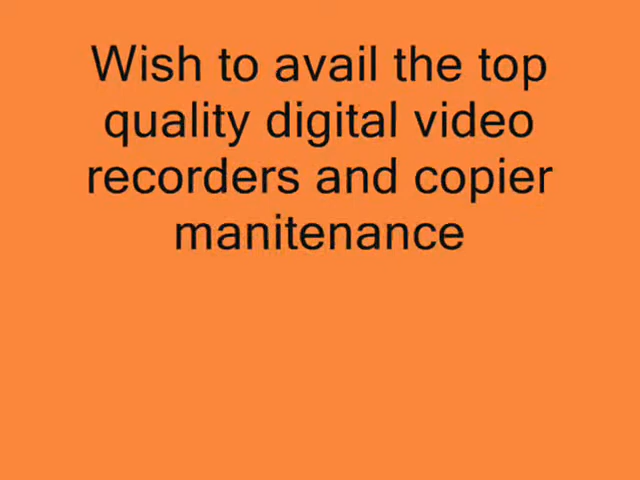 Wish to avail the top
quality digital video
recorders and copier
manitenance